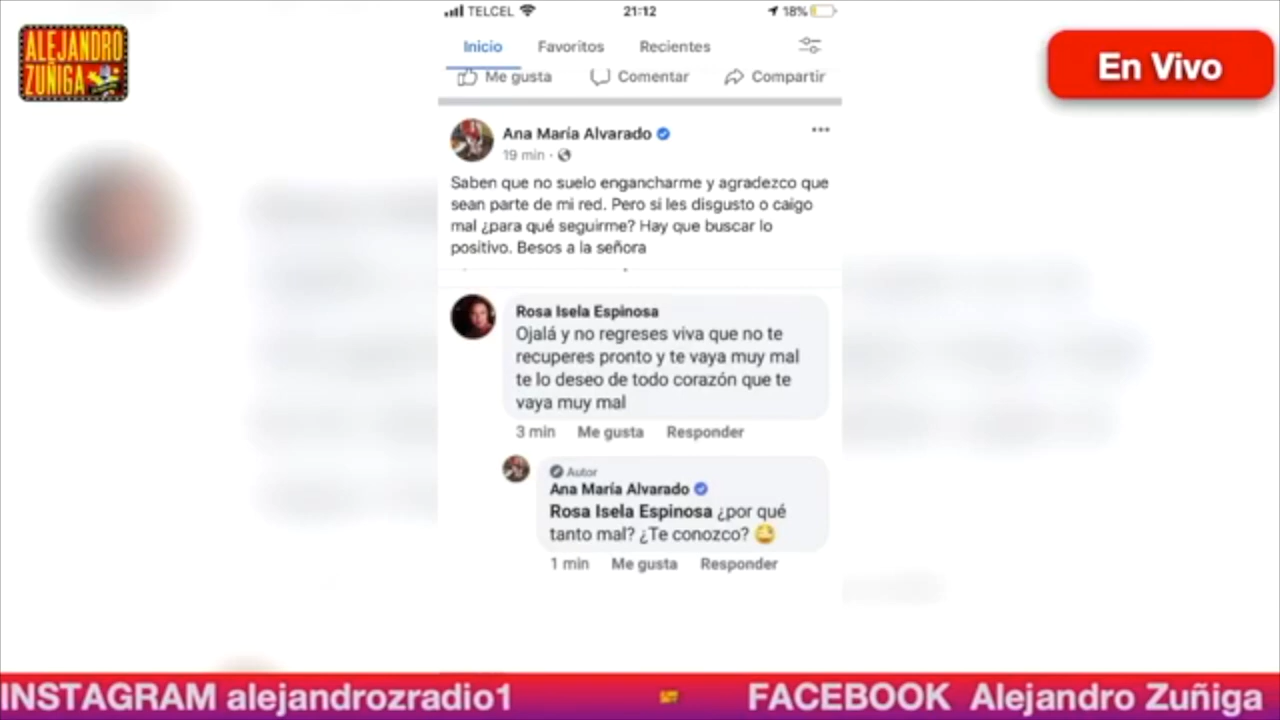 TELCEL 21:12 18%
ALEJANDRO
ZUÑIGA
En Vivo
Inicio Favoritos Recientes
Me gusta Comentar Compartir
Ana María Alvarado
19 min ·
Saben que no suelo engancharme y agradezco que
sean parte de mi red. Pero si les disgusto o caigo
mal ¿para qué seguirme? Hay que buscar lo
positivo. Besos a la señora
Rosa Isela Espinosa
Ojalá y no regreses viva que no te
recuperes pronto y te vaya muy mal
te lo deseo de todo corazón que te
vaya muy mal
3 min Me gusta Responder
Autor
Ana María Alvarado
Rosa Isela Espinosa ¿por qué
tanto mal? ¿Te conozco? 🤩
1 min Me gusta Responder
INSTAGRAM alejandrozradio1 FACEBOOK Alejandro Zuñiga